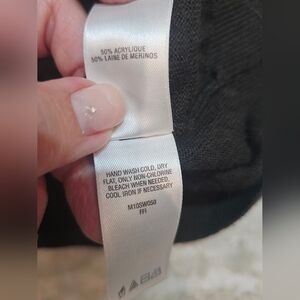 50% ACRYLIQUE
50% LAINE DE MERINOS
HAND WASH COLD, DRY
FLAT, ONLY NON-CHLORINE
BLEACH WHEN NEEDED,
COOL IRON IF NECESSARY
M10SW050
FFI